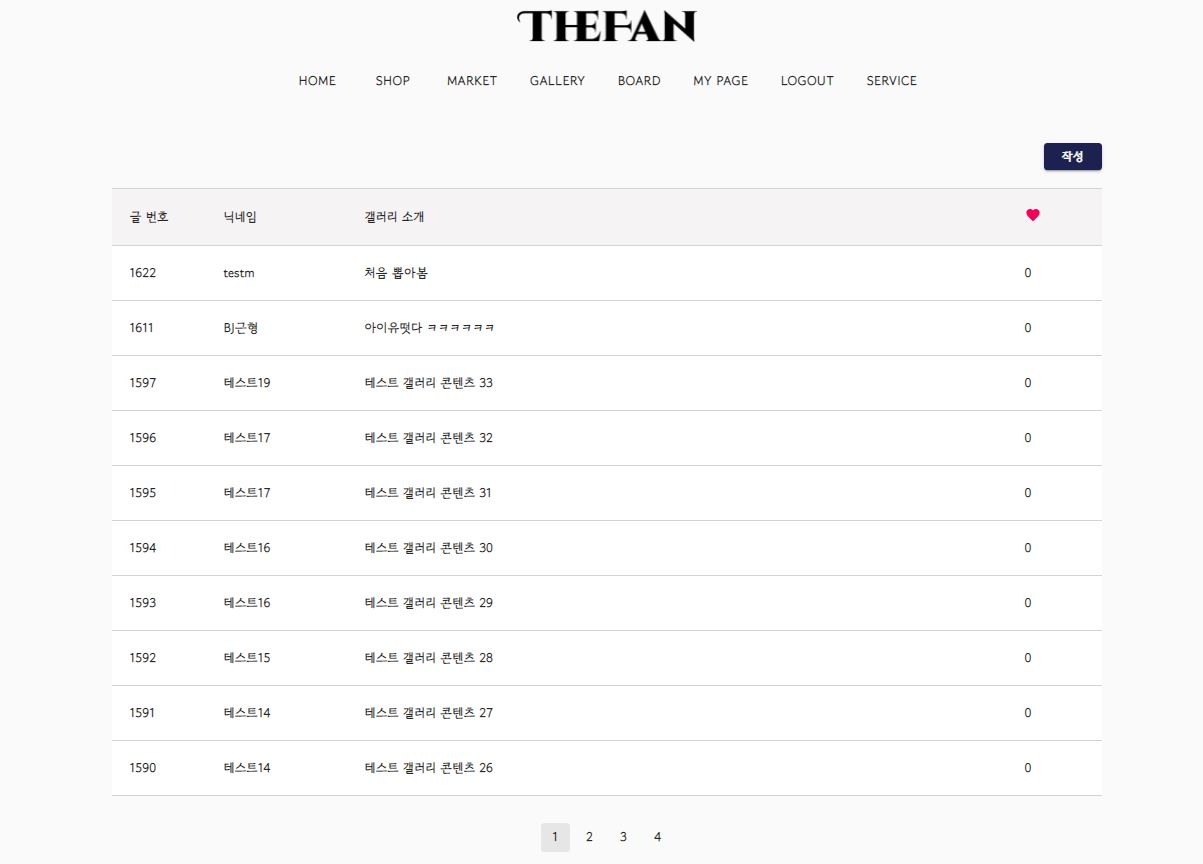 THEFAN
HOME SHOP MARKET GALLERY BOARD MY PAGE LOGOUT SERVICE
작성
글 번호 닉네임 갤러리 소개
1622 testm 처음 뽑아봄 0
1611 BJ근형 아이유떳다 ㅋㅋㅋㅋㅋㅋ 0
1597 테스트19 테스트 갤러리 콘텐츠 33 0
1596 테스트17 테스트 갤러리 콘텐츠 32 0
1595 테스트17 테스트 갤러리 콘텐츠 31 0
1594 테스트16 테스트 갤러리 콘텐츠 30 0
1593 테스트16 테스트 갤러리 콘텐츠 29 0
1592 테스트15 테스트 갤러리 콘텐츠 28 0
1591 테스트14 테스트 갤러리 콘텐츠 27 0
1590 테스트14 테스트 갤러리 콘텐츠 26 0
1 2 3 4